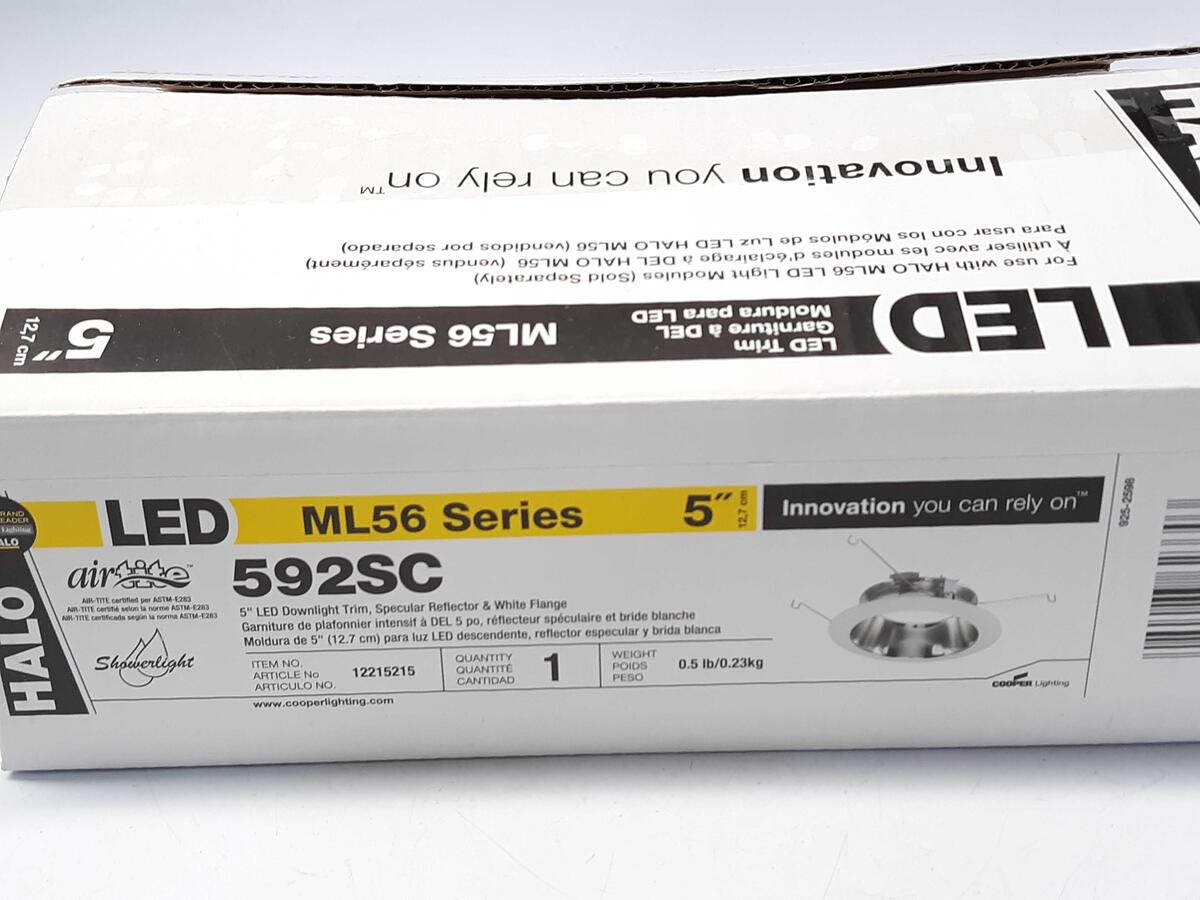 Innovation you can rely on™
For use with HALO ML56 LED Light Modules (Sold Separately)
À utiliser avec les modules d'éclairage à DEL HALO ML56 (vendus séparément)
Para usar con los Módulos de Luz LED HALO ML56 (vendidos por separado)
LED
LED Trim
Garniture à DEL
Moldura para LED
ML56 Series
5"
12,7 cm
LED
ML56 Series
5"
12,7 cm
Innovation you can rely on™
925-2598
HALO
airtite™
AIR-TITE certified per ASTM-E283
AIR-TITE certifié selon la norme ASTM-E283
AIR-TITE certificada según la norma ASTM-E283
Showerlight
592SC
5" LED Downlight Trim, Specular Reflector & White Flange
Garniture de plafonnier intensif à DEL 5 po, réflecteur spéculaire et bride blanche
Moldura de 5" (12.7 cm) para luz LED descendente, reflector especular y brida blanca
ITEM NO.
ARTICLE No
ARTICULO NO.
12215215
QUANTITY
QUANTITÉ
CANTIDAD
1
WEIGHT
POIDS
PESO
0.5 lb/0.23kg
www.cooperlighting.com
COOPER Lighting